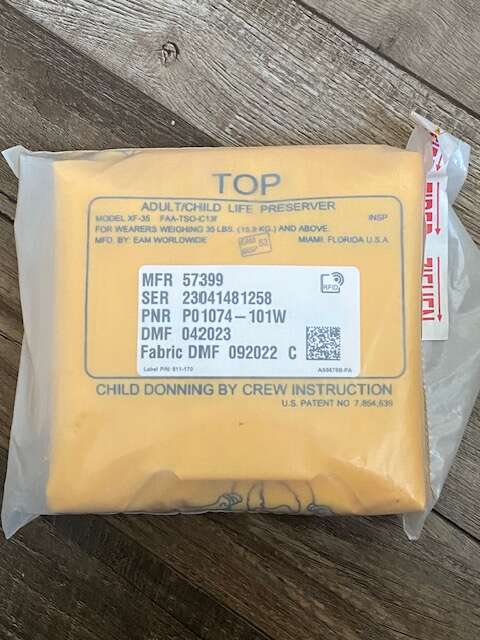 TOP
ADULT/CHILD LIFE PRESERVER
MODEL XF-35 FAA-TSO-C13f INSP
FOR WEARERS WEIGHING 35 LBS. (15.9 KG.) AND ABOVE.
MFD. BY: EAM WORLDWIDE MIAMI, FLORIDA U.S.A.
MFR 57399
SER 23041481258
PNR P01074-101W
DMF 042023
Fabric DMF 092022 C
RFID
Label P/N: 811-170
CHILD DONNING BY CREW INSTRUCTION
U.S. PATENT NO 7,854,639
ZIEHEN